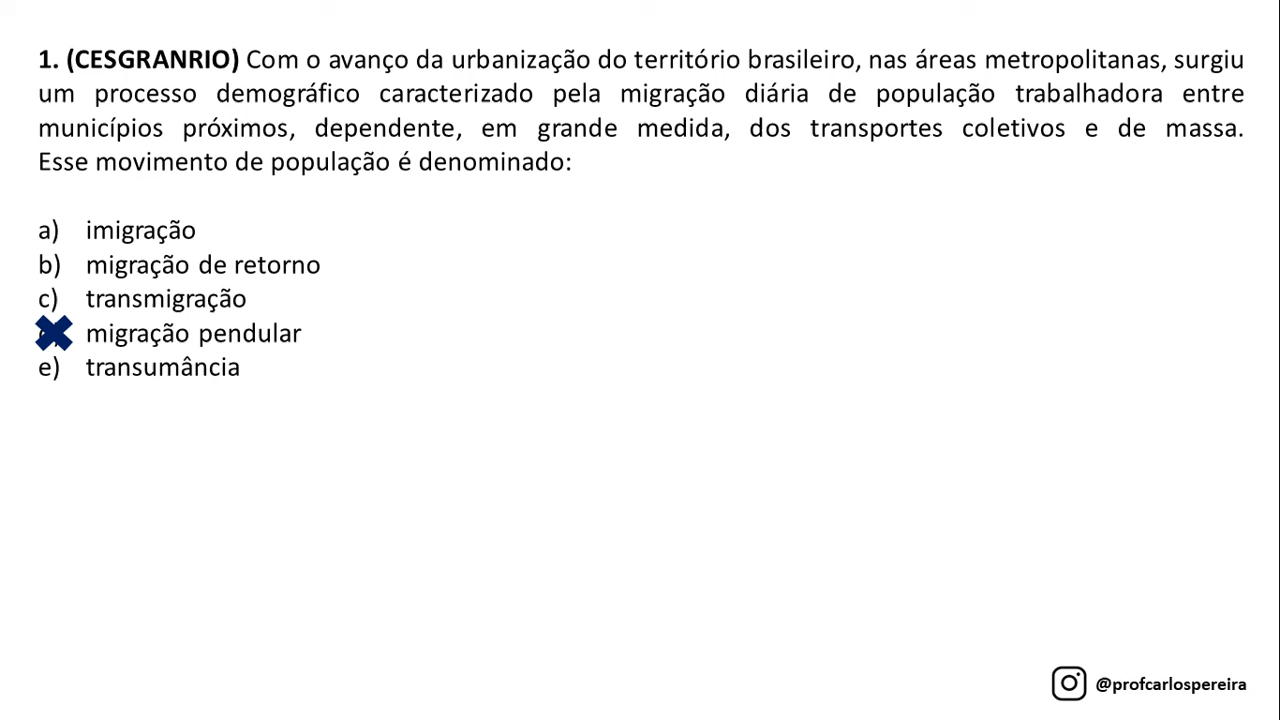 1. (CESGRANRIO) Com o avanço da urbanização do território brasileiro, nas áreas metropolitanas, surgiu
um processo demográfico caracterizado pela migração diária de população trabalhadora entre
municípios próximos, dependente, em grande medida, dos transportes coletivos e de massa.
Esse movimento de população é denominado:
a) imigração
b) migração de retorno
c) transmigração
migração pendular
e) transumância
@profcarlospereira